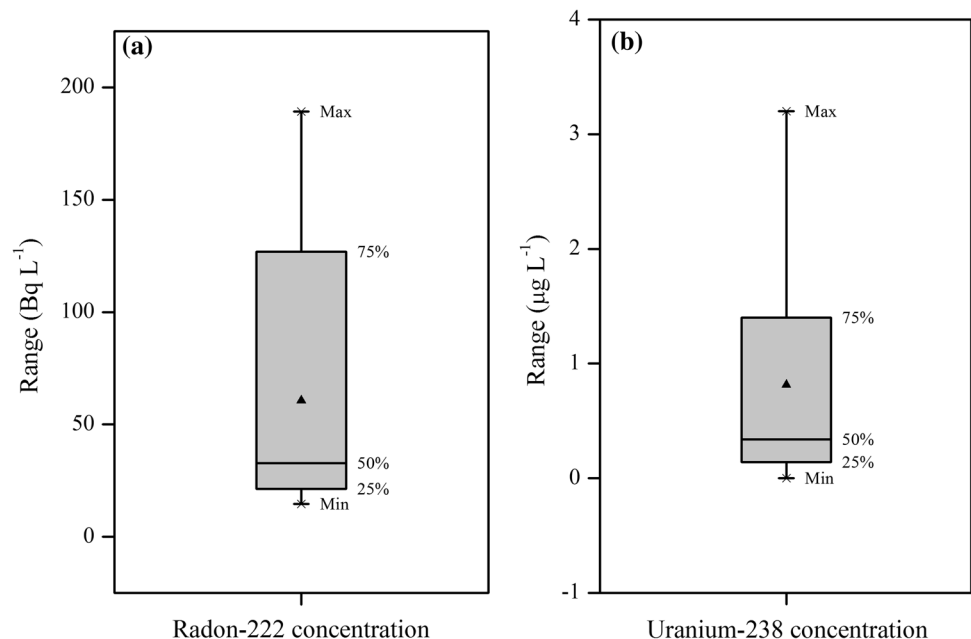 (a)
200
150
100
50
0
Range (Bq L⁻¹)
Max
75%
50%
25%
Min
Radon-222 concentration
(b)
4
3
2
1
0
-1
Range (µg L⁻¹)
Max
75%
50%
25%
Min
Uranium-238 concentration